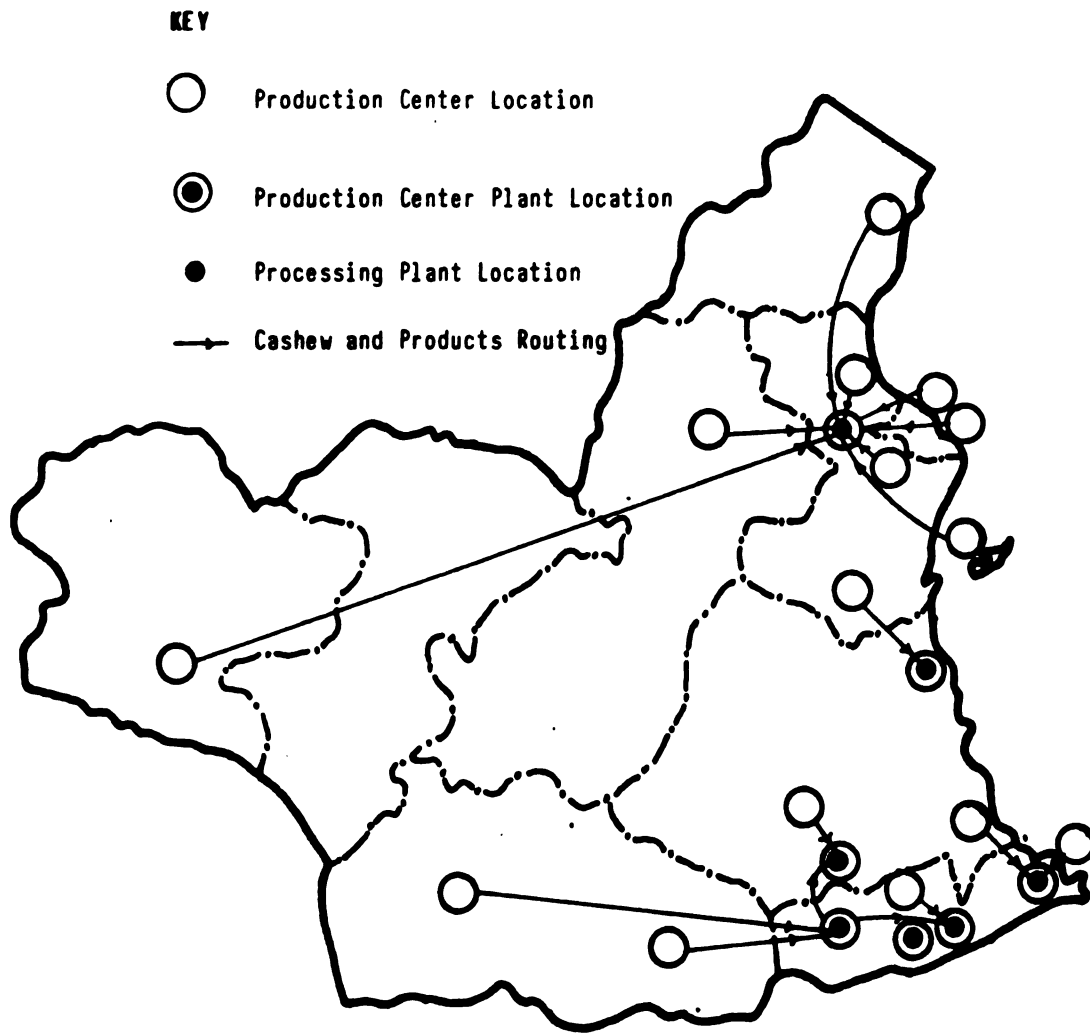 KEY
Production Center Location
Production Center Plant Location
Processing Plant Location
Cashew and Products Routing